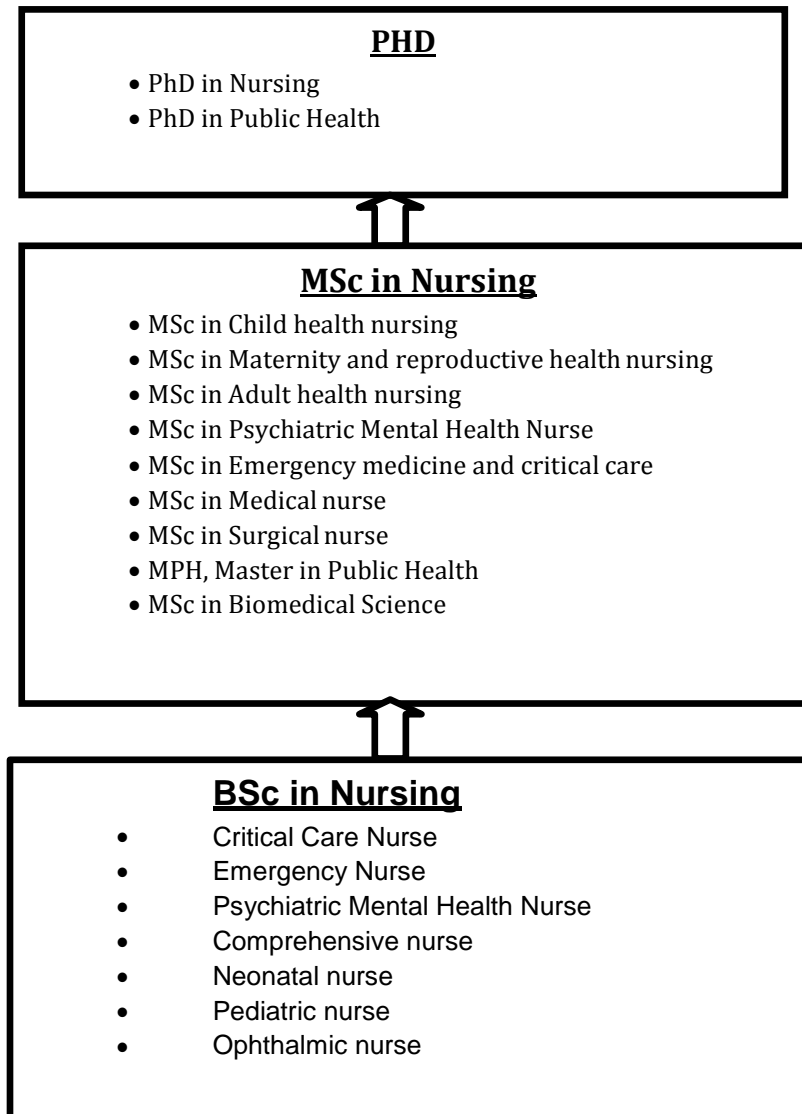 PHD
• PhD in Nursing
• PhD in Public Health
MSc in Nursing
• MSc in Child health nursing
• MSc in Maternity and reproductive health nursing
• MSc in Adult health nursing
• MSc in Psychiatric Mental Health Nurse
• MSc in Emergency medicine and critical care
• MSc in Medical nurse
• MSc in Surgical nurse
• MPH, Master in Public Health
• MSc in Biomedical Science
BSc in Nursing
• Critical Care Nurse
• Emergency Nurse
• Psychiatric Mental Health Nurse
• Comprehensive nurse
• Neonatal nurse
• Pediatric nurse
• Ophthalmic nurse